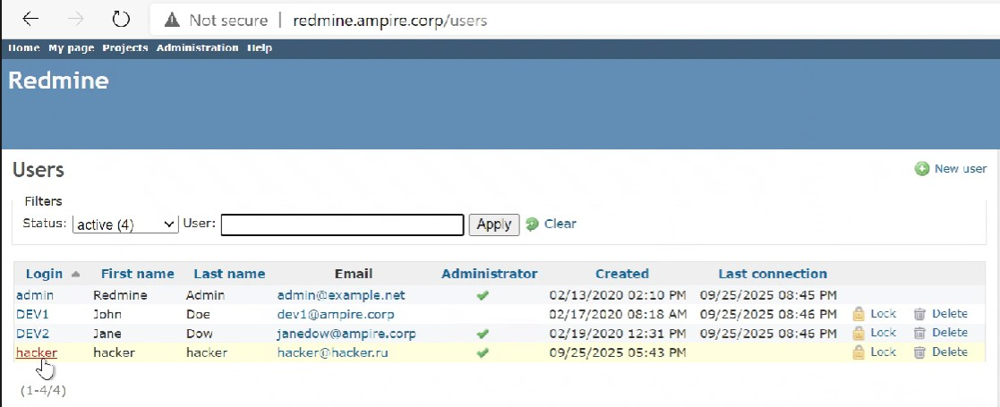 Not secure | redmine.ampire.corp/users
Home My page Projects Administration Help
Redmine
Users
New user
Filters
Status: active (4) User: Apply Clear
Login First name Last name Email Administrator Created Last connection
admin Redmine Admin admin@example.net 02/13/2020 02:10 PM 09/25/2025 08:45 PM
DEV1 John Doe dev1@ampire.corp 02/17/2020 08:18 AM 09/25/2025 08:46 PM Lock Delete
DEV2 Jane Dow janedow@ampire.corp 02/19/2020 12:31 PM 09/25/2025 08:46 PM Lock Delete
hacker hacker hacker hacker@hacker.ru 09/25/2025 05:43 PM Lock Delete
(1-4/4)